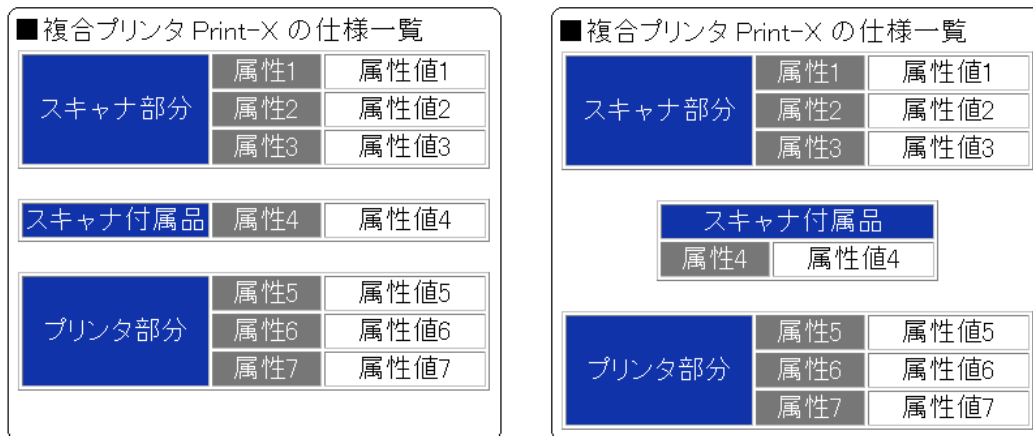 ■複合プリンタ Print-X の仕様一覧
スキャナ部分
属性1 属性値1
属性2 属性値2
属性3 属性値3
スキャナ付属品 属性4 属性値4
プリンタ部分
属性5 属性値5
属性6 属性値6
属性7 属性値7
■複合プリンタ Print-X の仕様一覧
スキャナ部分
属性1 属性値1
属性2 属性値2
属性3 属性値3
スキャナ付属品
属性4 属性値4
プリンタ部分
属性5 属性値5
属性6 属性値6
属性7 属性値7